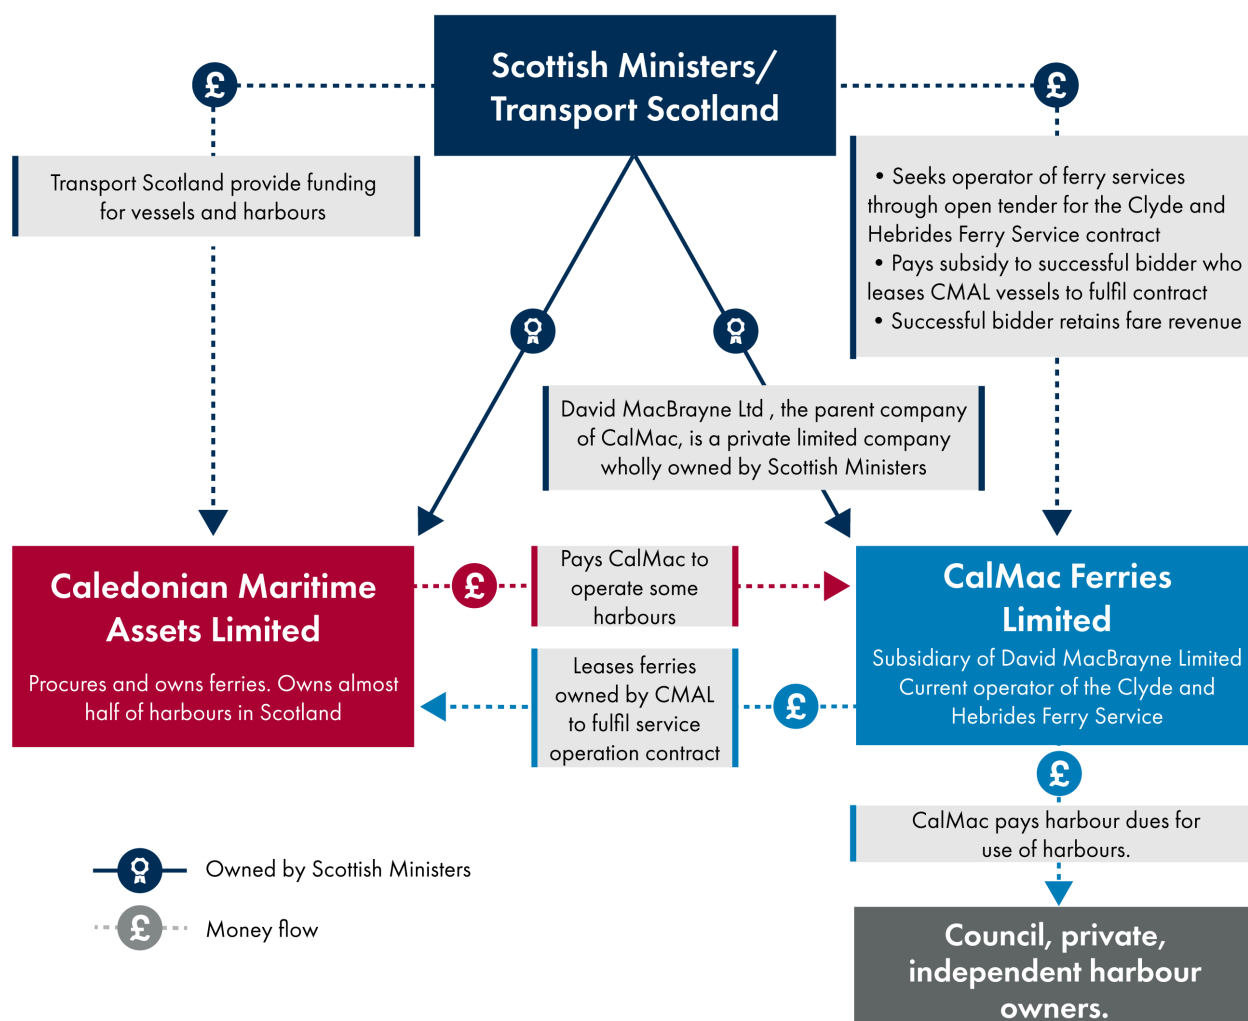 Scottish Ministers/
Transport Scotland
£
£
Transport Scotland provide funding
for vessels and harbours
• Seeks operator of ferry services
through open tender for the Clyde and
Hebrides Ferry Service contract
• Pays subsidy to successful bidder who
leases CMAL vessels to fulfil contract
• Successful bidder retains fare revenue
David MacBrayne Ltd , the parent company
of CalMac, is a private limited company
wholly owned by Scottish Ministers
Caledonian Maritime
Assets Limited
Procures and owns ferries. Owns almost
half of harbours in Scotland
£
Pays CalMac to
operate some
harbours
Leases ferries
owned by CMAL
to fulfil service
operation contract
£
CalMac Ferries
Limited
Subsidiary of David MacBrayne Limited
Current operator of the Clyde and
Hebrides Ferry Service
£
CalMac pays harbour dues for
use of harbours.
Council, private,
independent harbour
owners.
Owned by Scottish Ministers
£
Money flow